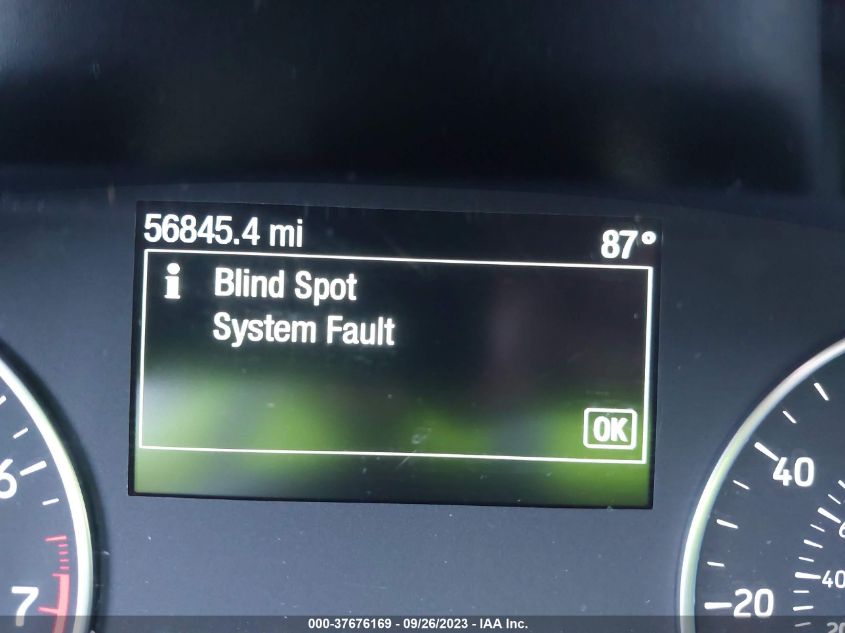 56845.4 mi
87°
i
Blind Spot
System Fault
OK
6
7
40
20
40
20
000-37676169 - 09/26/2023 - IAA Inc.